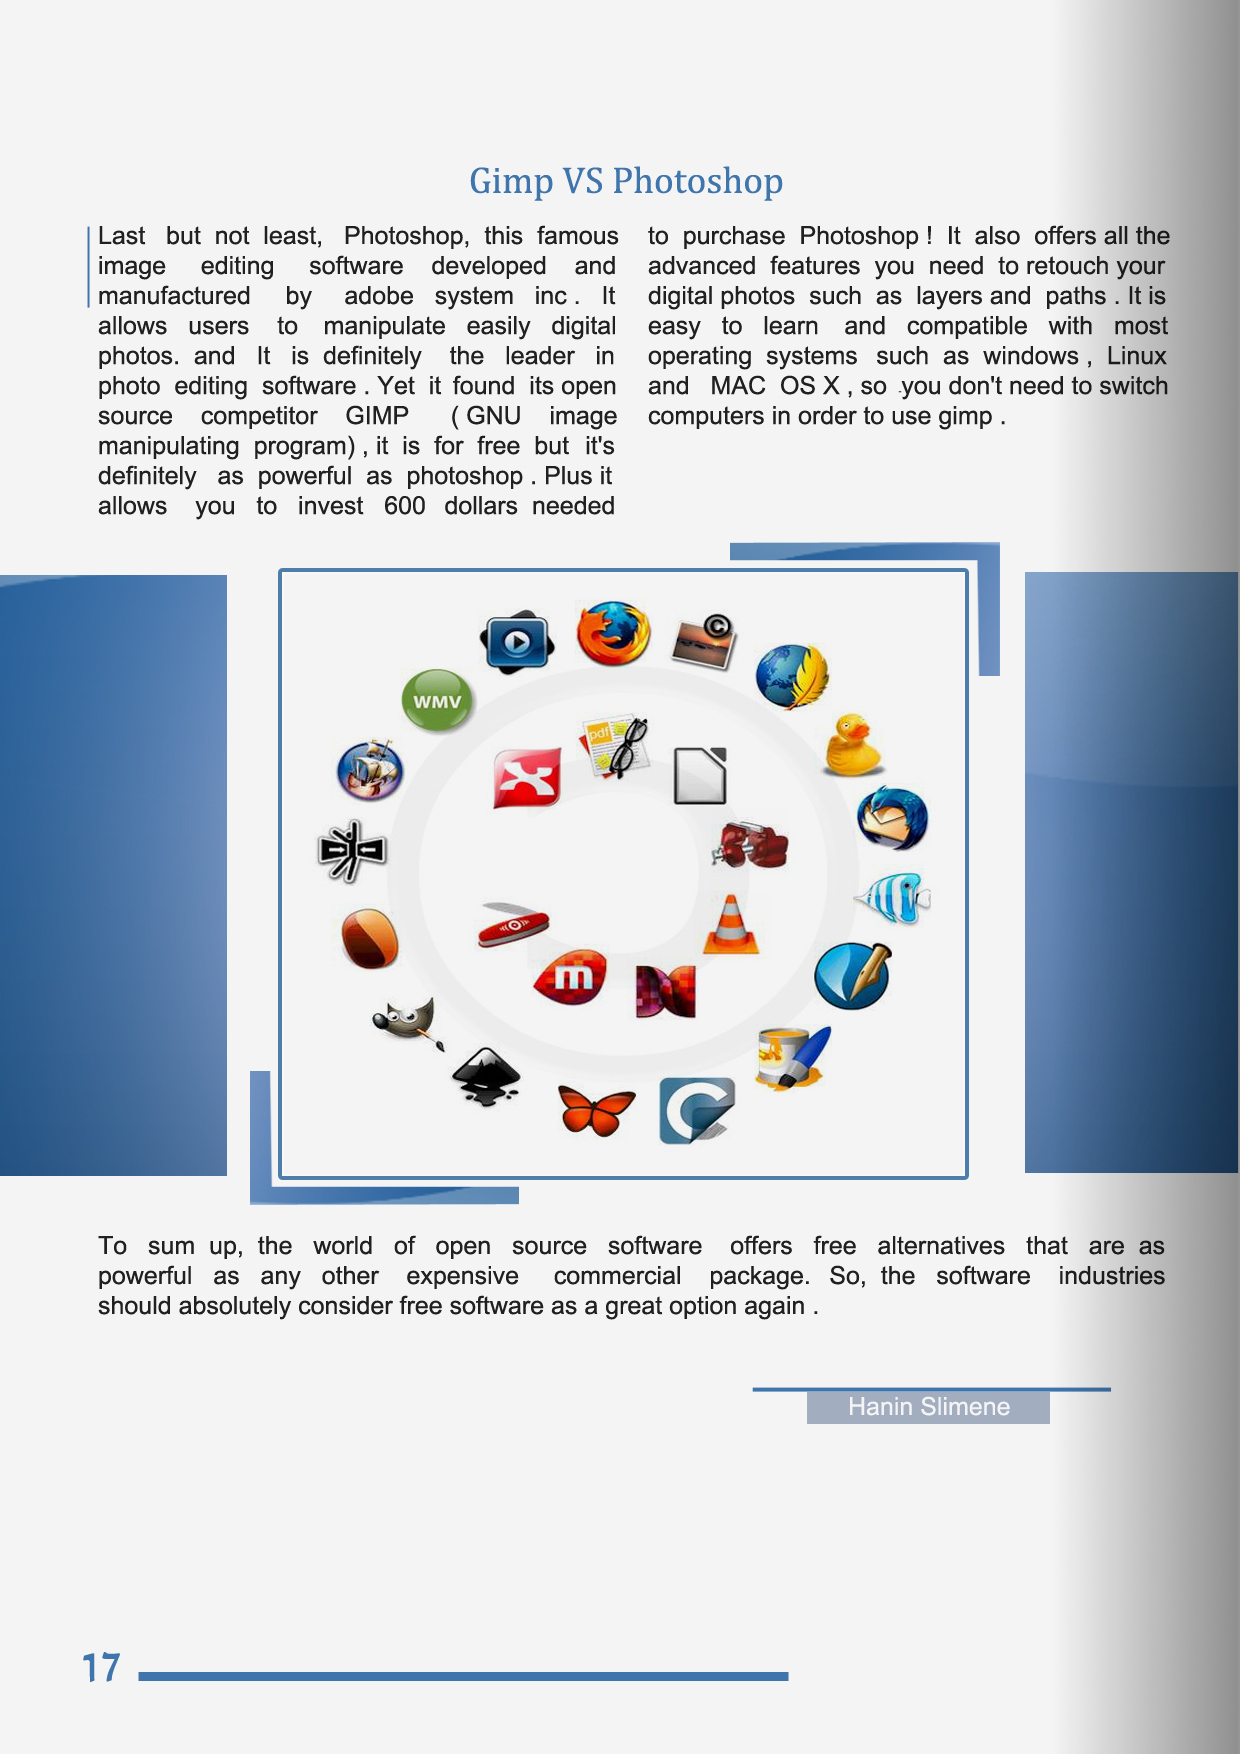 Gimp VS Photoshop
Last but not least, Photoshop, this famous
image editing software developed and
manufactured by adobe system inc . It
allows users to manipulate easily digital
photos. and It is definitely the leader in
photo editing software . Yet it found its open
source competitor GIMP ( GNU image
manipulating program) , it is for free but it's
definitely as powerful as photoshop . Plus it
allows you to invest 600 dollars needed
to purchase Photoshop ! It also offers all the
advanced features you need to retouch your
digital photos such as layers and paths . It is
easy to learn and compatible with most
operating systems such as windows , Linux
and MAC OS X , so you don't need to switch
computers in order to use gimp .
©
WMV
pdf
m
To sum up, the world of open source software offers free alternatives that are as
powerful as any other expensive commercial package. So, the software industries
should absolutely consider free software as a great option again .
Hanin Slimene
17